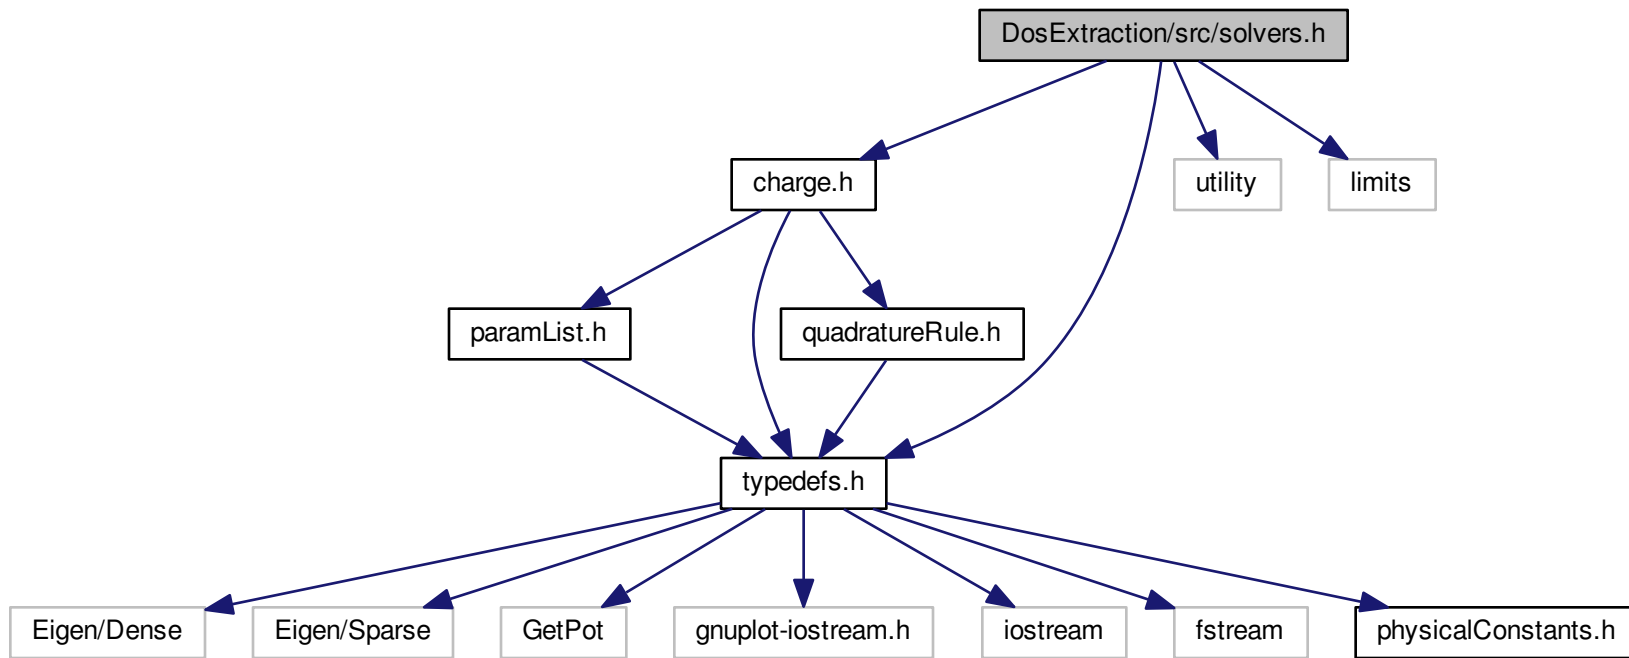 DosExtraction/src/solvers.h
charge.h
utility
limits
paramList.h
quadratureRule.h
typedefs.h
Eigen/Dense
Eigen/Sparse
GetPot
gnuplot-iostream.h
iostream
fstream
physicalConstants.h